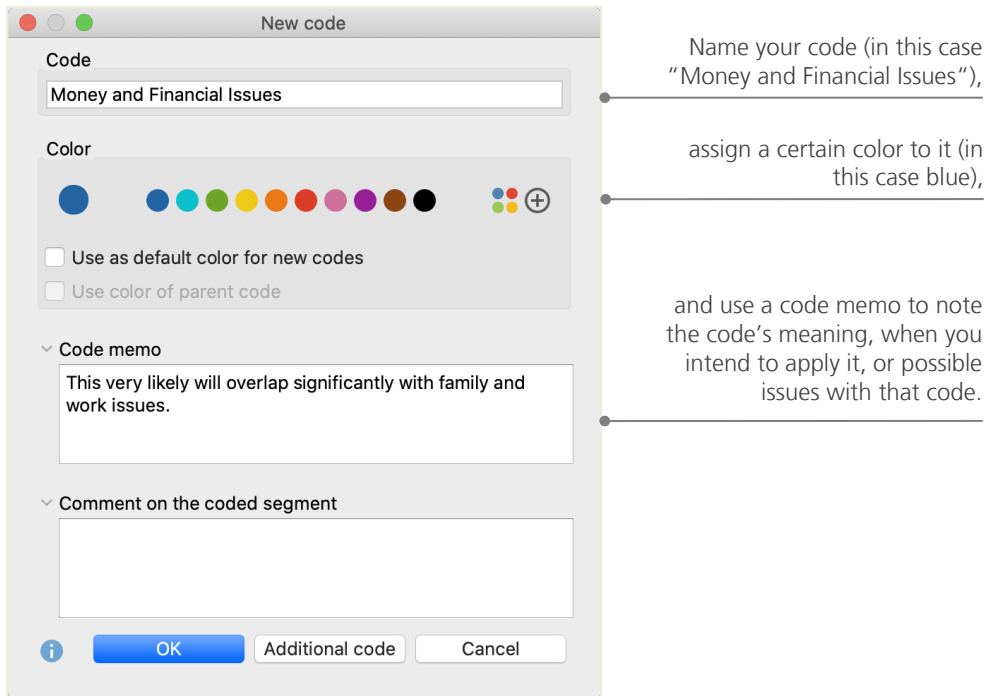 New code
Code
Money and Financial Issues
Color
Use as default color for new codes
Use color of parent code
Code memo
This very likely will overlap significantly with family and
work issues.
Comment on the coded segment
OK
Additional code
Cancel
Name your code (in this case
“Money and Financial Issues“),
assign a certain color to it (in
this case blue),
and use a code memo to note
the code’s meaning, when you
intend to apply it, or possible
issues with that code.